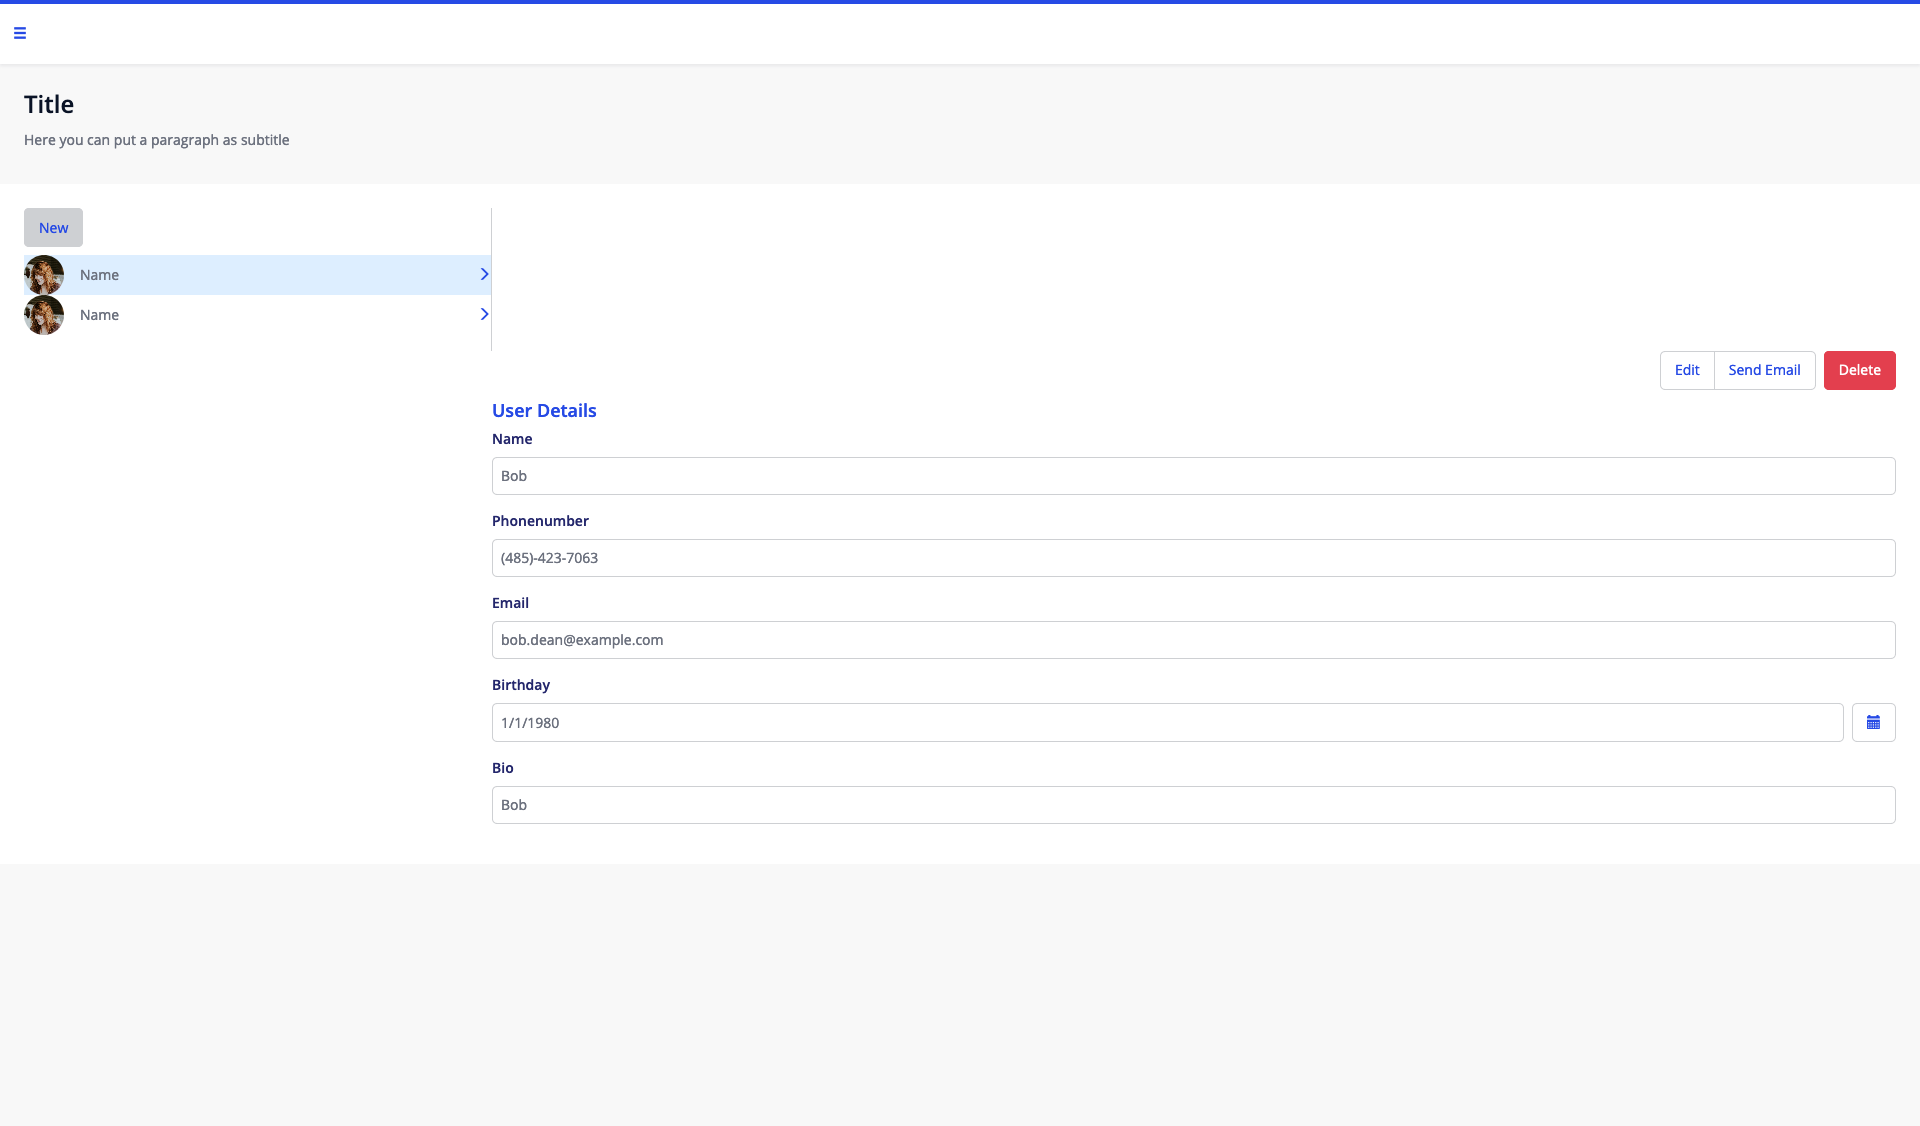 Title
Here you can put a paragraph as subtitle
New
Name
Name
Edit
Send Email
Delete
User Details
Name
Bob
Phonenumber
(485)-423-7063
Email
bob.dean@example.com
Birthday
1/1/1980
Bio
Bob